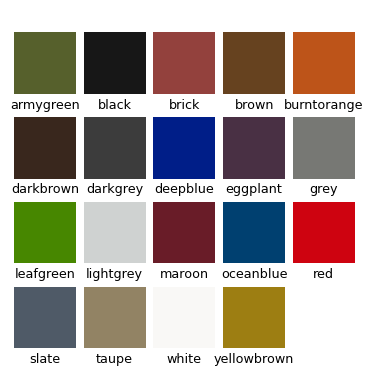 armygreen black brick brown burntorange
darkbrown darkgrey deepblue eggplant grey
leafgreen lightgrey maroon oceanblue red
slate taupe white yellowbrown